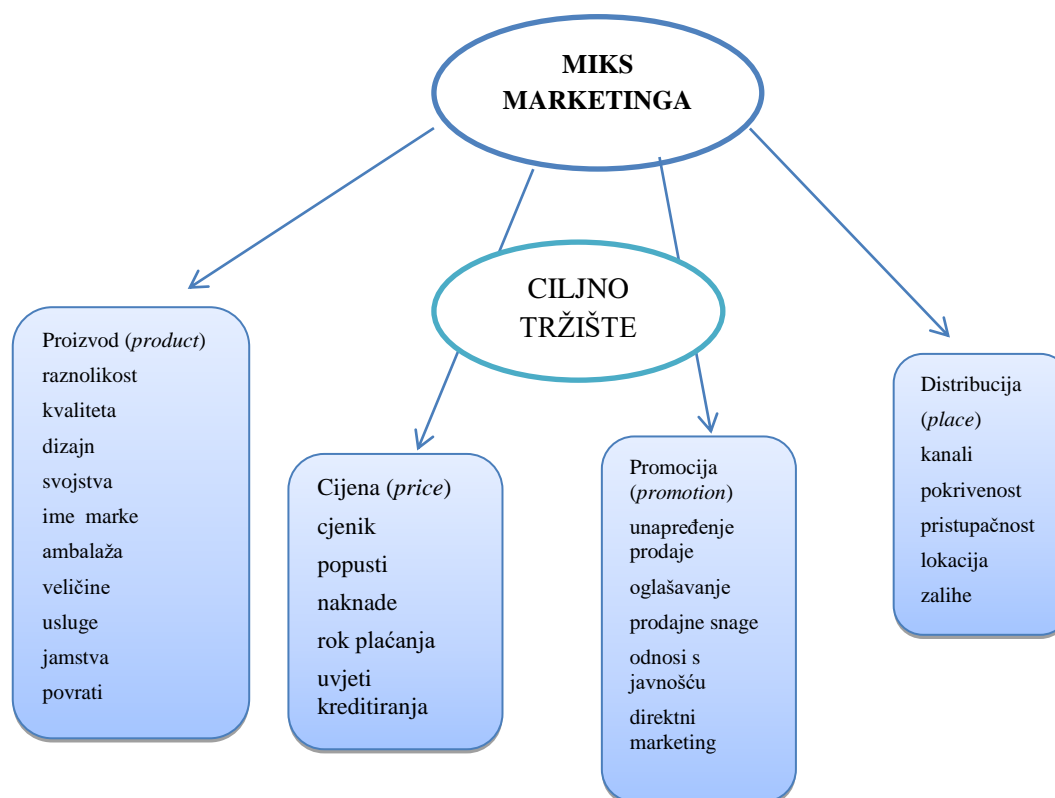 MIKS
MARKETINGA
CILJNO
TRŽIŠTE
Proizvod (product)
raznolikost
kvaliteta
dizajn
svojstva
ime marke
ambalaža
veličine
usluge
jamstva
povrati
Cijena (price)
cjenik
popusti
naknade
rok plaćanja
uvjeti
kreditiranja
Promocija
(promotion)
unapređenje
prodaje
oglašavanje
prodajne snage
odnosi s
javnošću
direktni
marketing
Distribucija
(place)
kanali
pokrivenost
pristupačnost
lokacija
zalihe